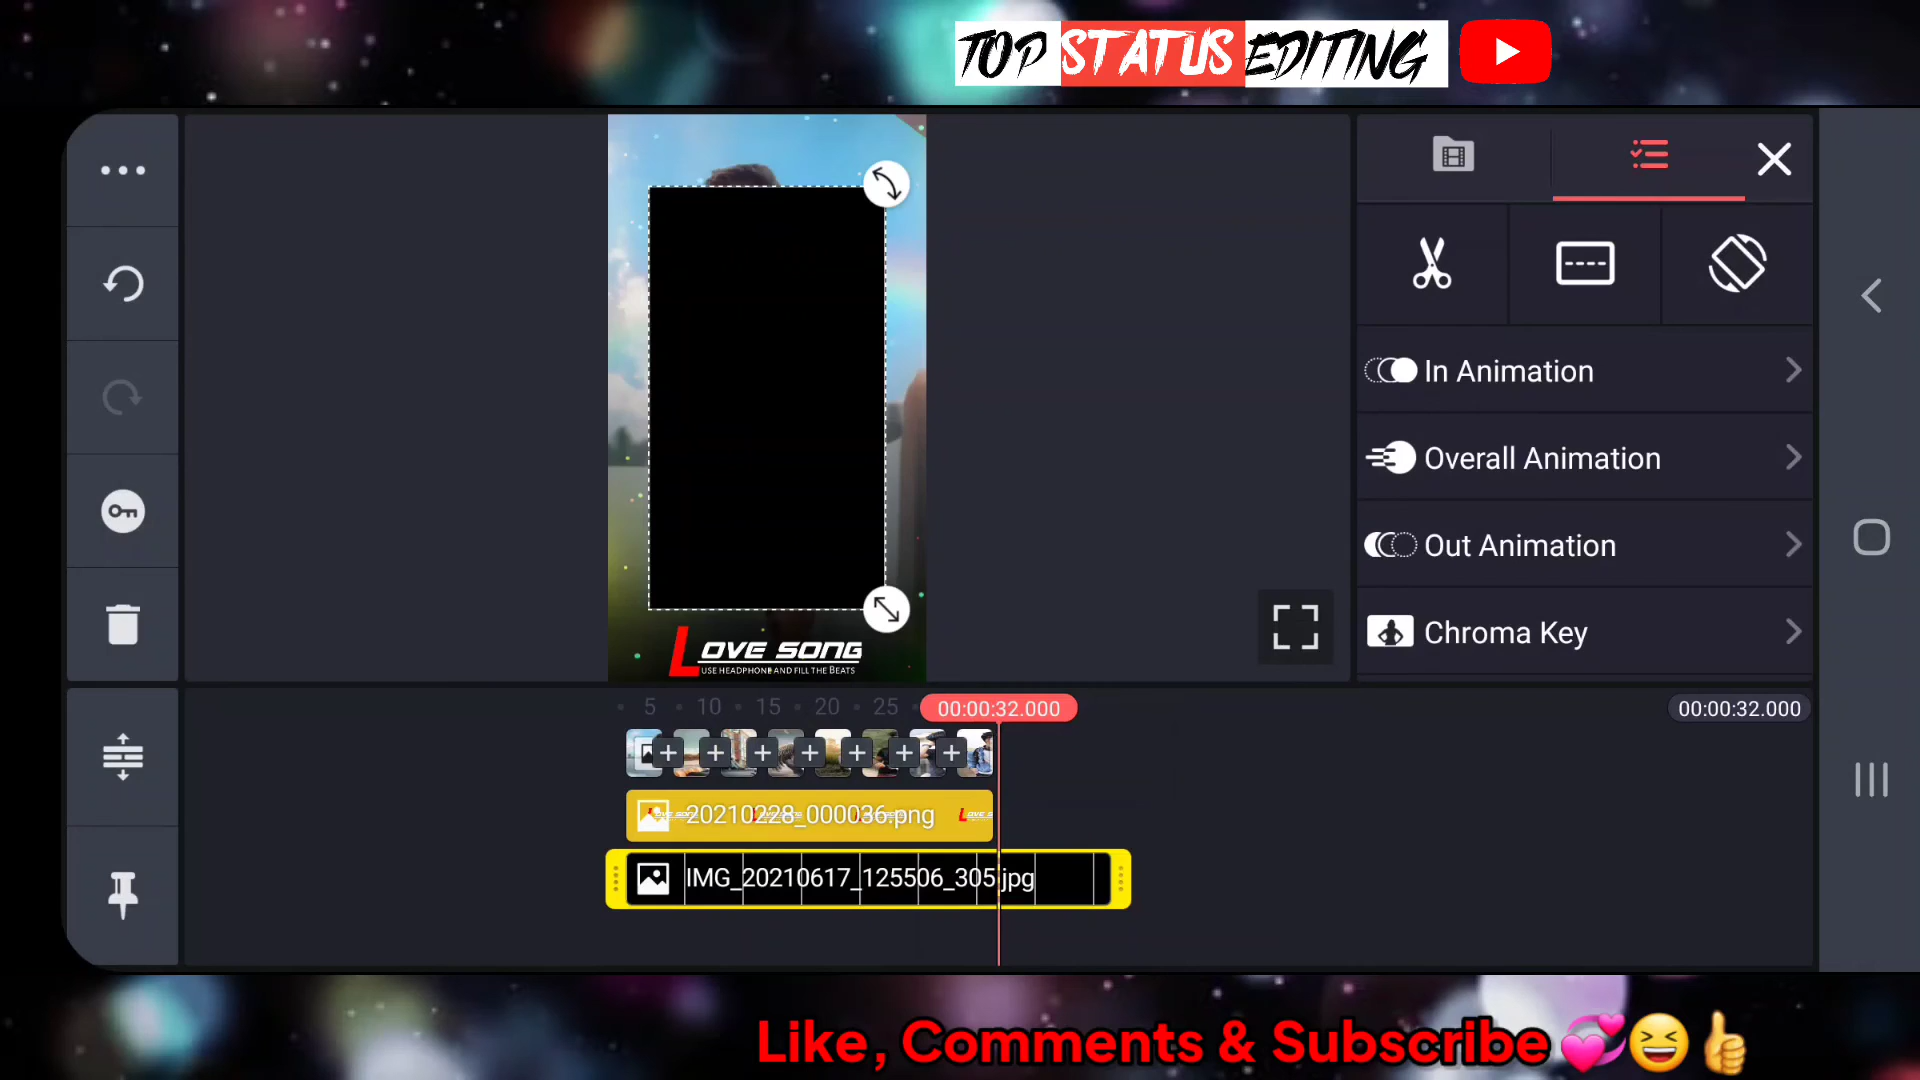 TOP STATUS EDITING
In Animation
Overall Animation
Out Animation
Chroma Key
LOVE SONG
USE HEADPHONE AND FILL THE BEATS
5 10 15 20 25 00:00:32.000 00:00:32.000
20210228_000036.png
IMG_20210617_125506_305.jpg
Like, Comments & Subscribe 💞😆👍